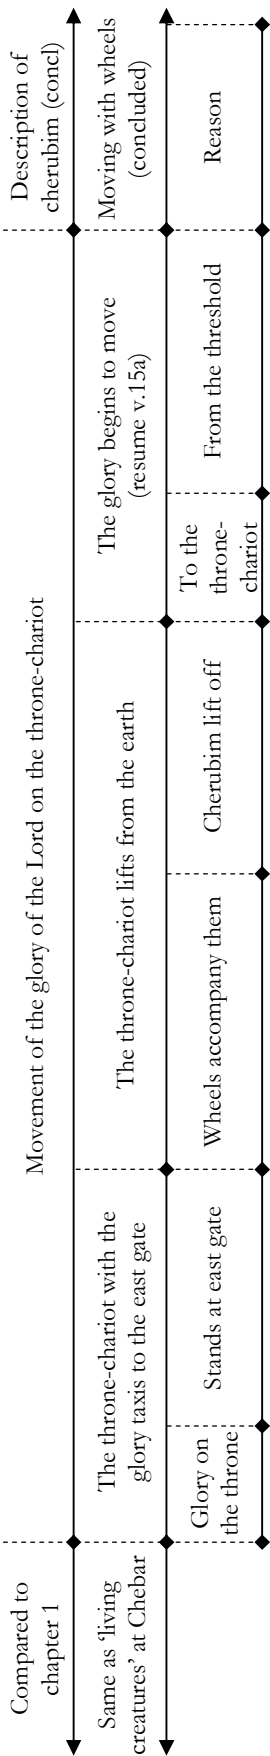 Compared to
chapter 1
Movement of the glory of the Lord on the throne-chariot
Description of
cherubim (concl)
Same as ‘living
creatures’ at Chebar
The throne-chariot with the
glory taxis to the east gate
The throne-chariot lifts from the earth
The glory begins to move
(resume v.15a)
Moving with wheels
(concluded)
Glory on
the throne
Stands at east gate
Wheels accompany them
Cherubim lift off
To the
throne-
chariot
From the threshold
Reason